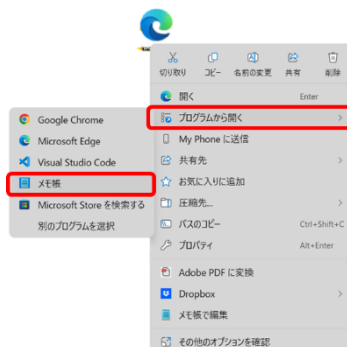 切り取り コピー 名前の変更 共有 削除
開く Enter
プログラムから開く
My Phone に送信
共有先
お気に入りに追加
圧縮先...
パスのコピー Ctrl+Shift+C
プロパティ Alt+Enter
Adobe PDF に変換
Dropbox
メモ帳で編集
その他のオプションを確認
Google Chrome
Microsoft Edge
Visual Studio Code
メモ帳
Microsoft Store を検索する
別のプログラムを選択